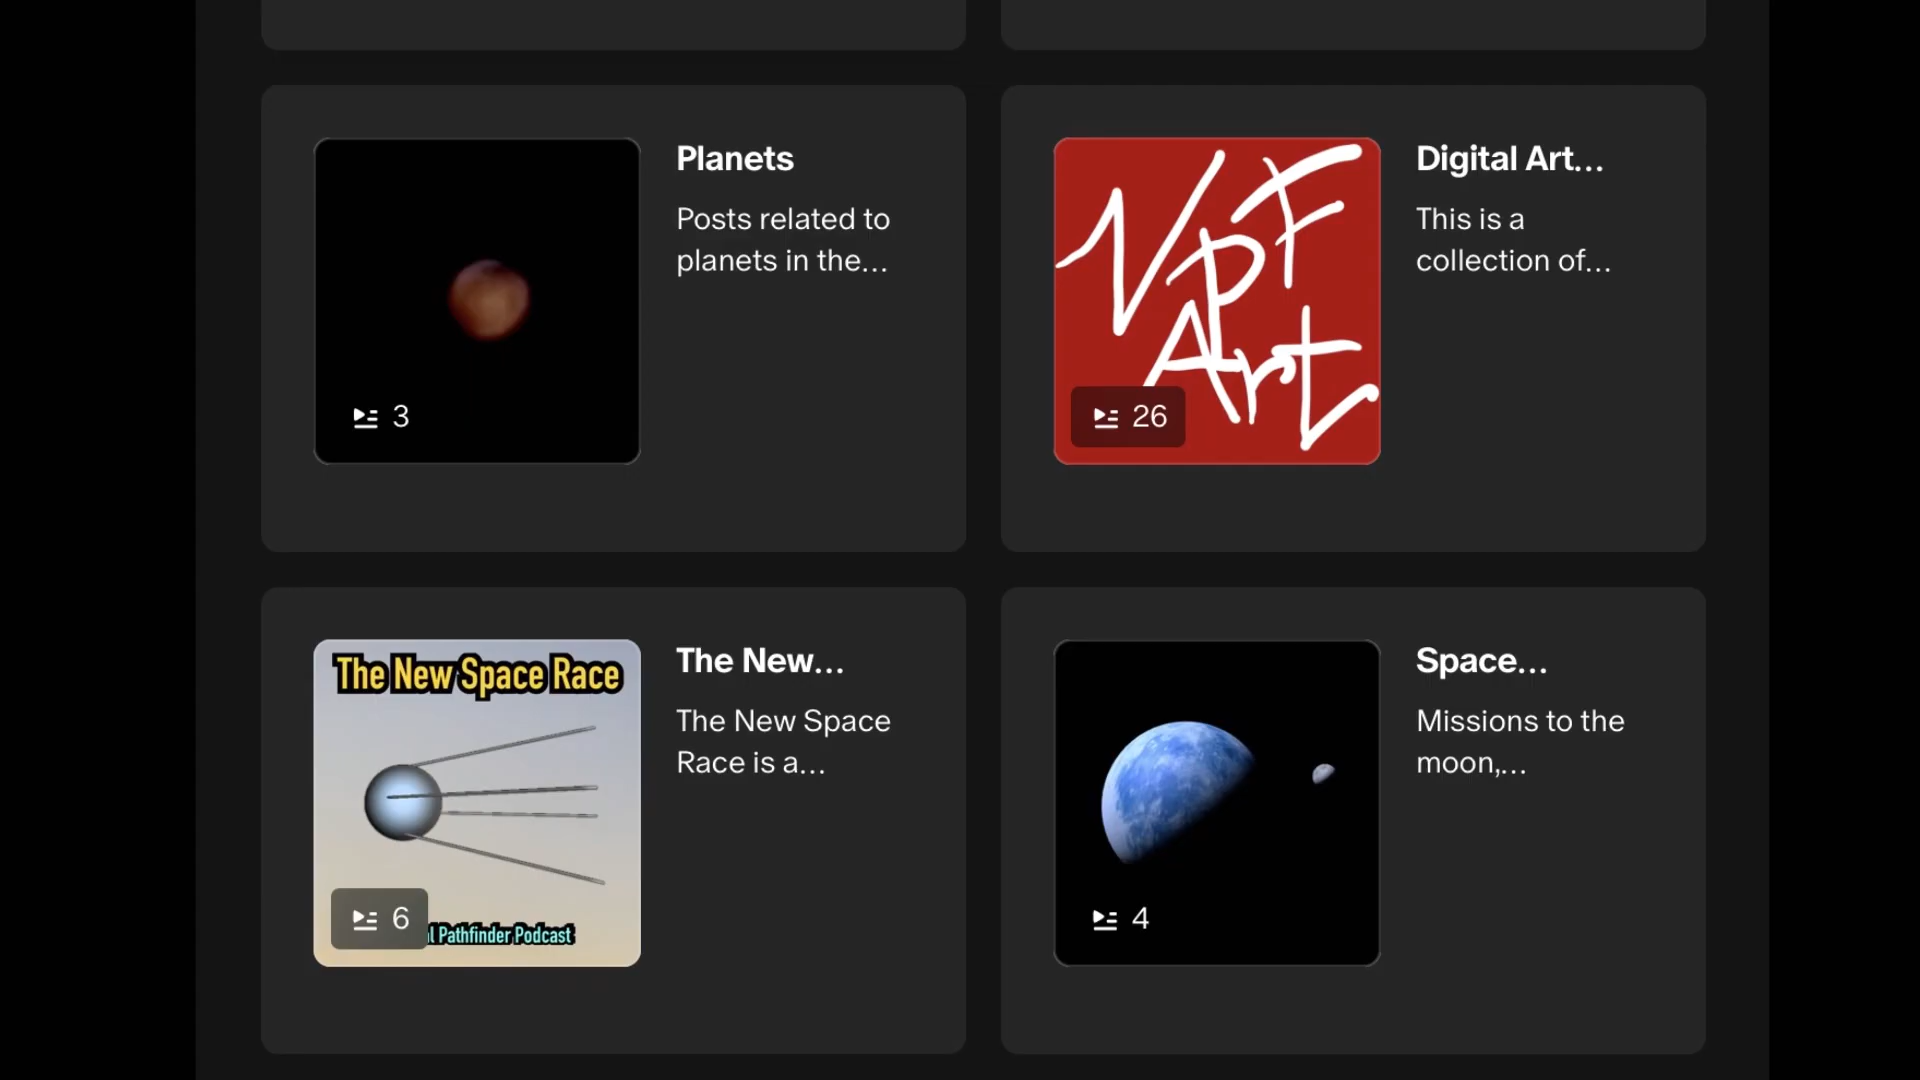 Planets
Posts related to
planets in the...
3
Digital Art...
This is a
collection of...
VPF
Art
26
The New...
The New Space
Race is a...
The New Space Race
6
Pathfinder Podcast
Space...
Missions to the
moon,...
4